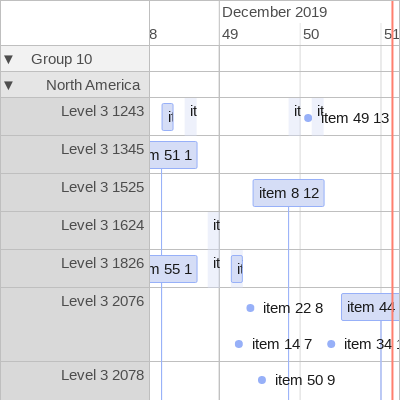 December 2019
8 49 50 51
▼ Group 10
▼ North America
Level 3 1243 it it it it item 49 13
Level 3 1345 m 51 1
Level 3 1525 item 8 12
Level 3 1624 it
Level 3 1826 m 55 1 it it
Level 3 2076 item 22 8 item 44
item 14 7 item 34
Level 3 2078 item 50 9